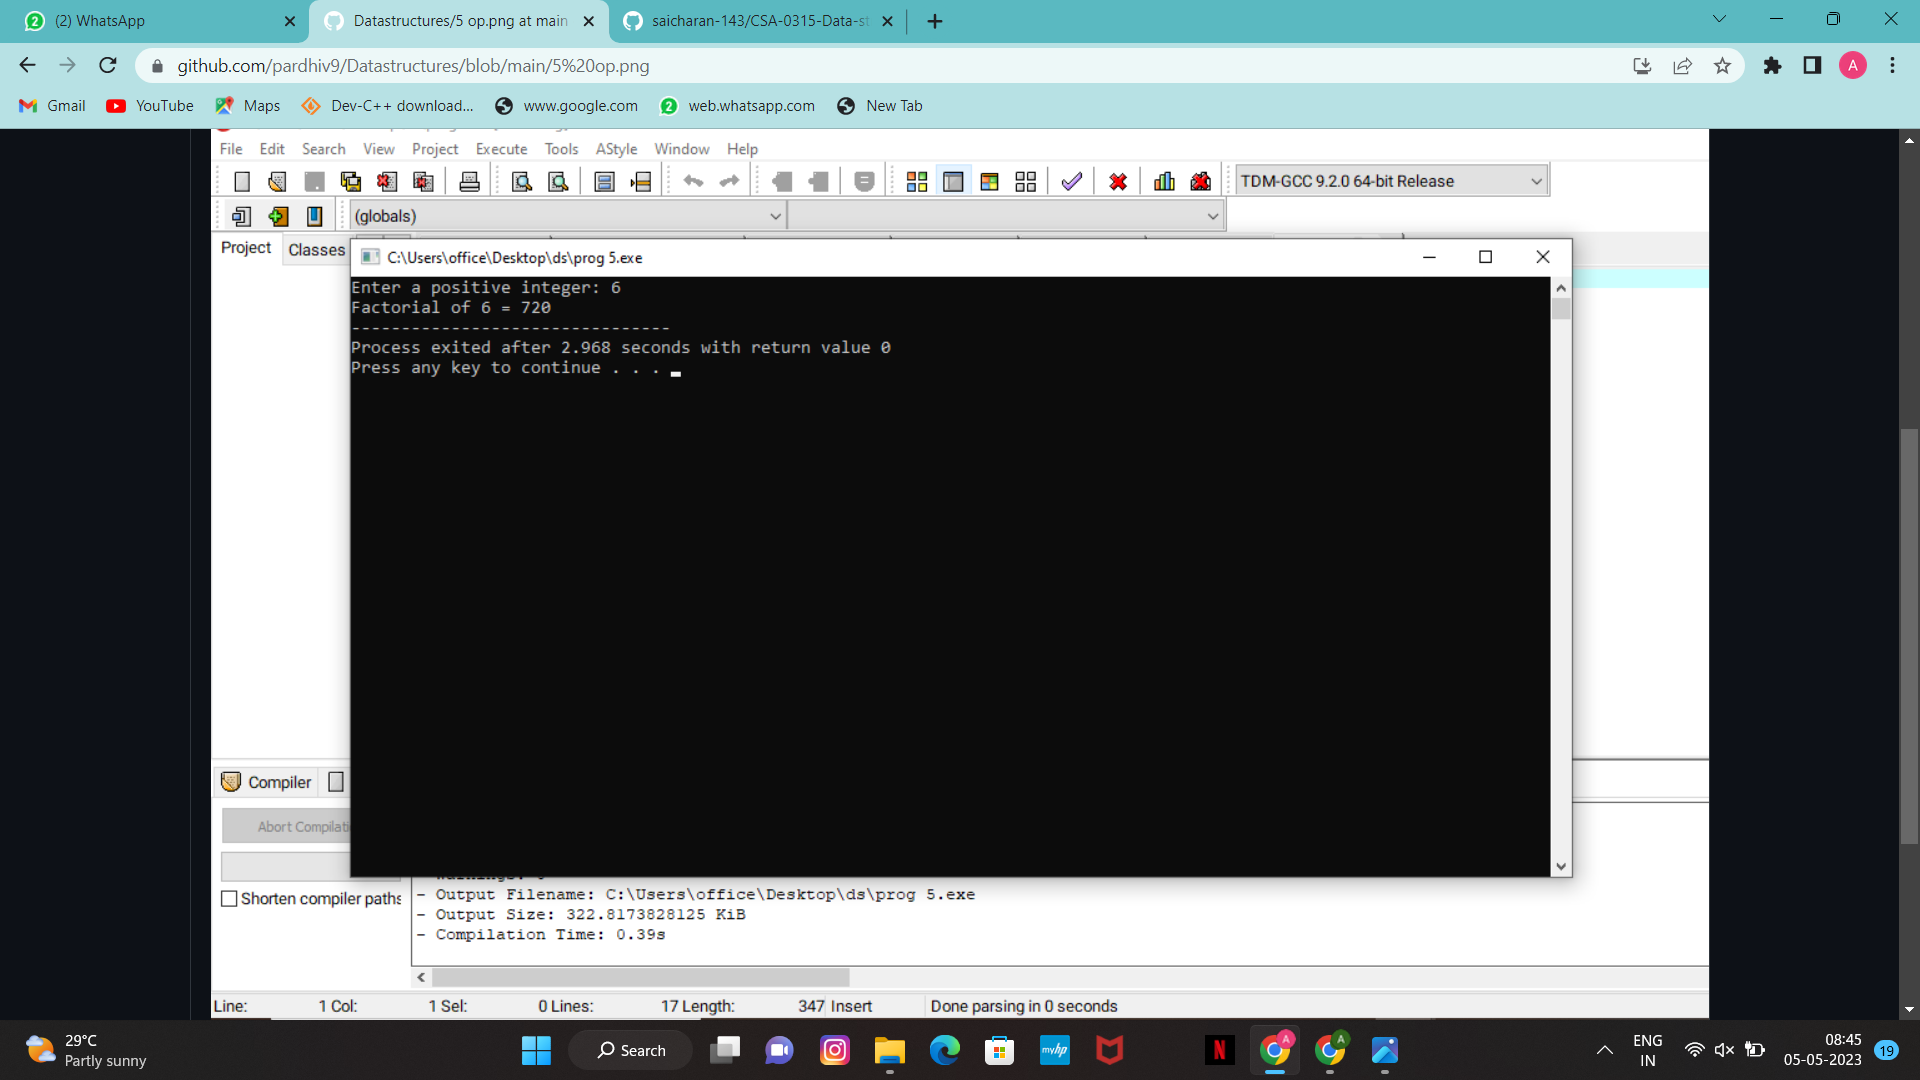 (2) WhatsApp
Datastructures/5 op.png at main
saicharan-143/CSA-0315-Data-st
github.com/pardhiv9/Datastructures/blob/main/5%20op.png
A
Gmail
YouTube
Maps
Dev-C++ download...
www.google.com
2
web.whatsapp.com
New Tab
File Edit Search View Project Execute Tools AStyle Window Help
TDM-GCC 9.2.0 64-bit Release
(globals)
Project Classes
C:\Users\office\Desktop\ds\prog 5.exe
Enter a positive integer: 6
Factorial of 6 = 720
--------------------------------
Process exited after 2.968 seconds with return value 0
Press any key to continue . . .
Compiler
Abort Compilati
Shorten compiler paths
- Output Filename: C:\Users\office\Desktop\ds\prog 5.exe
- Output Size: 322.8173828125 KiB
- Compilation Time: 0.39s
Line: 1 Col: 1 Sel: 0 Lines: 17 Length: 347 Insert Done parsing in 0 seconds
29°C
Partly sunny
Search
myhp
N
A
A
ENG
IN
08:45
05-05-2023
19